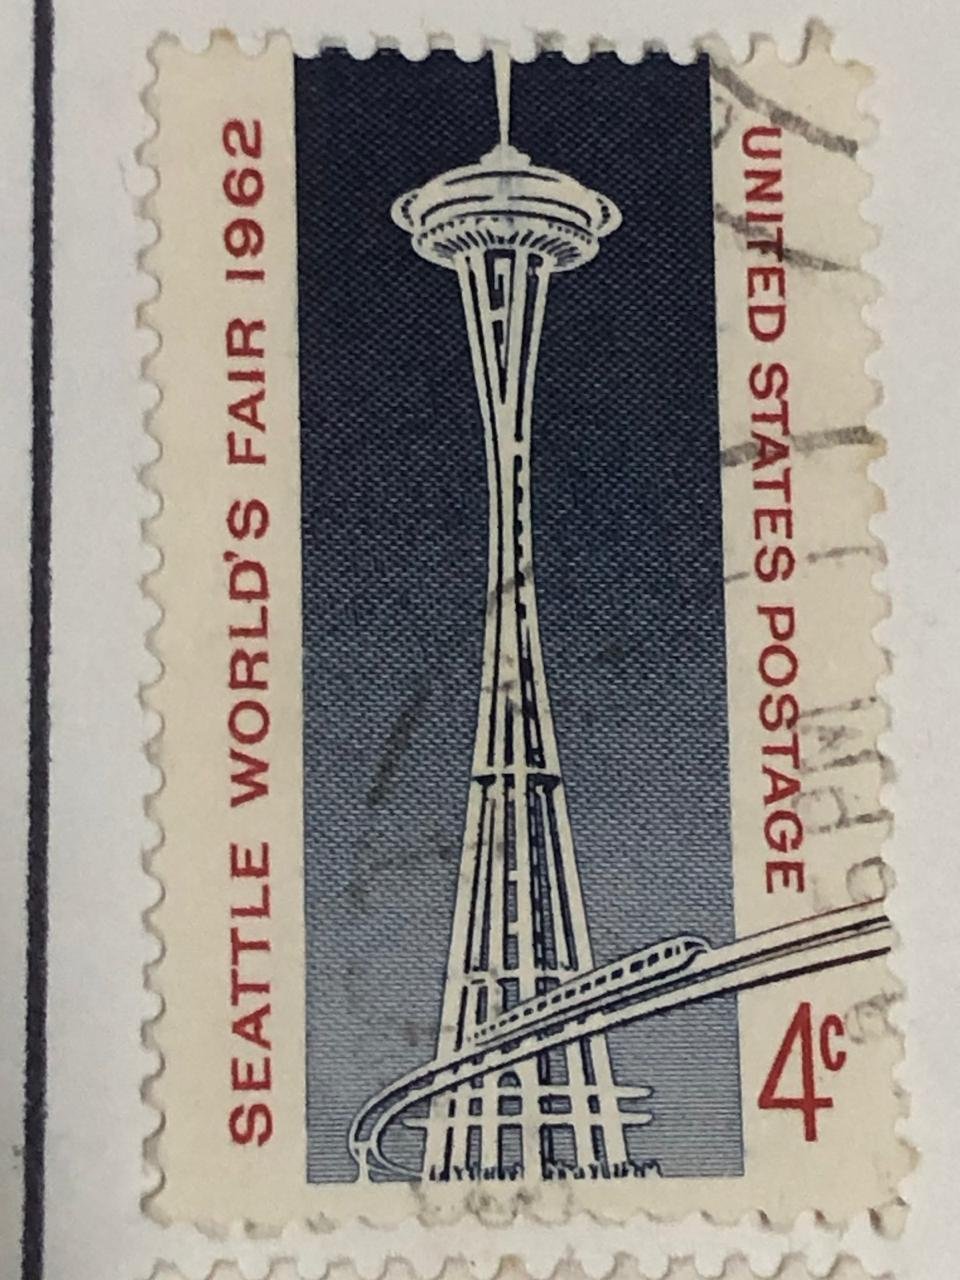 SEATTLE WORLD'S FAIR 1962
UNITED STATES POSTAGE
4c